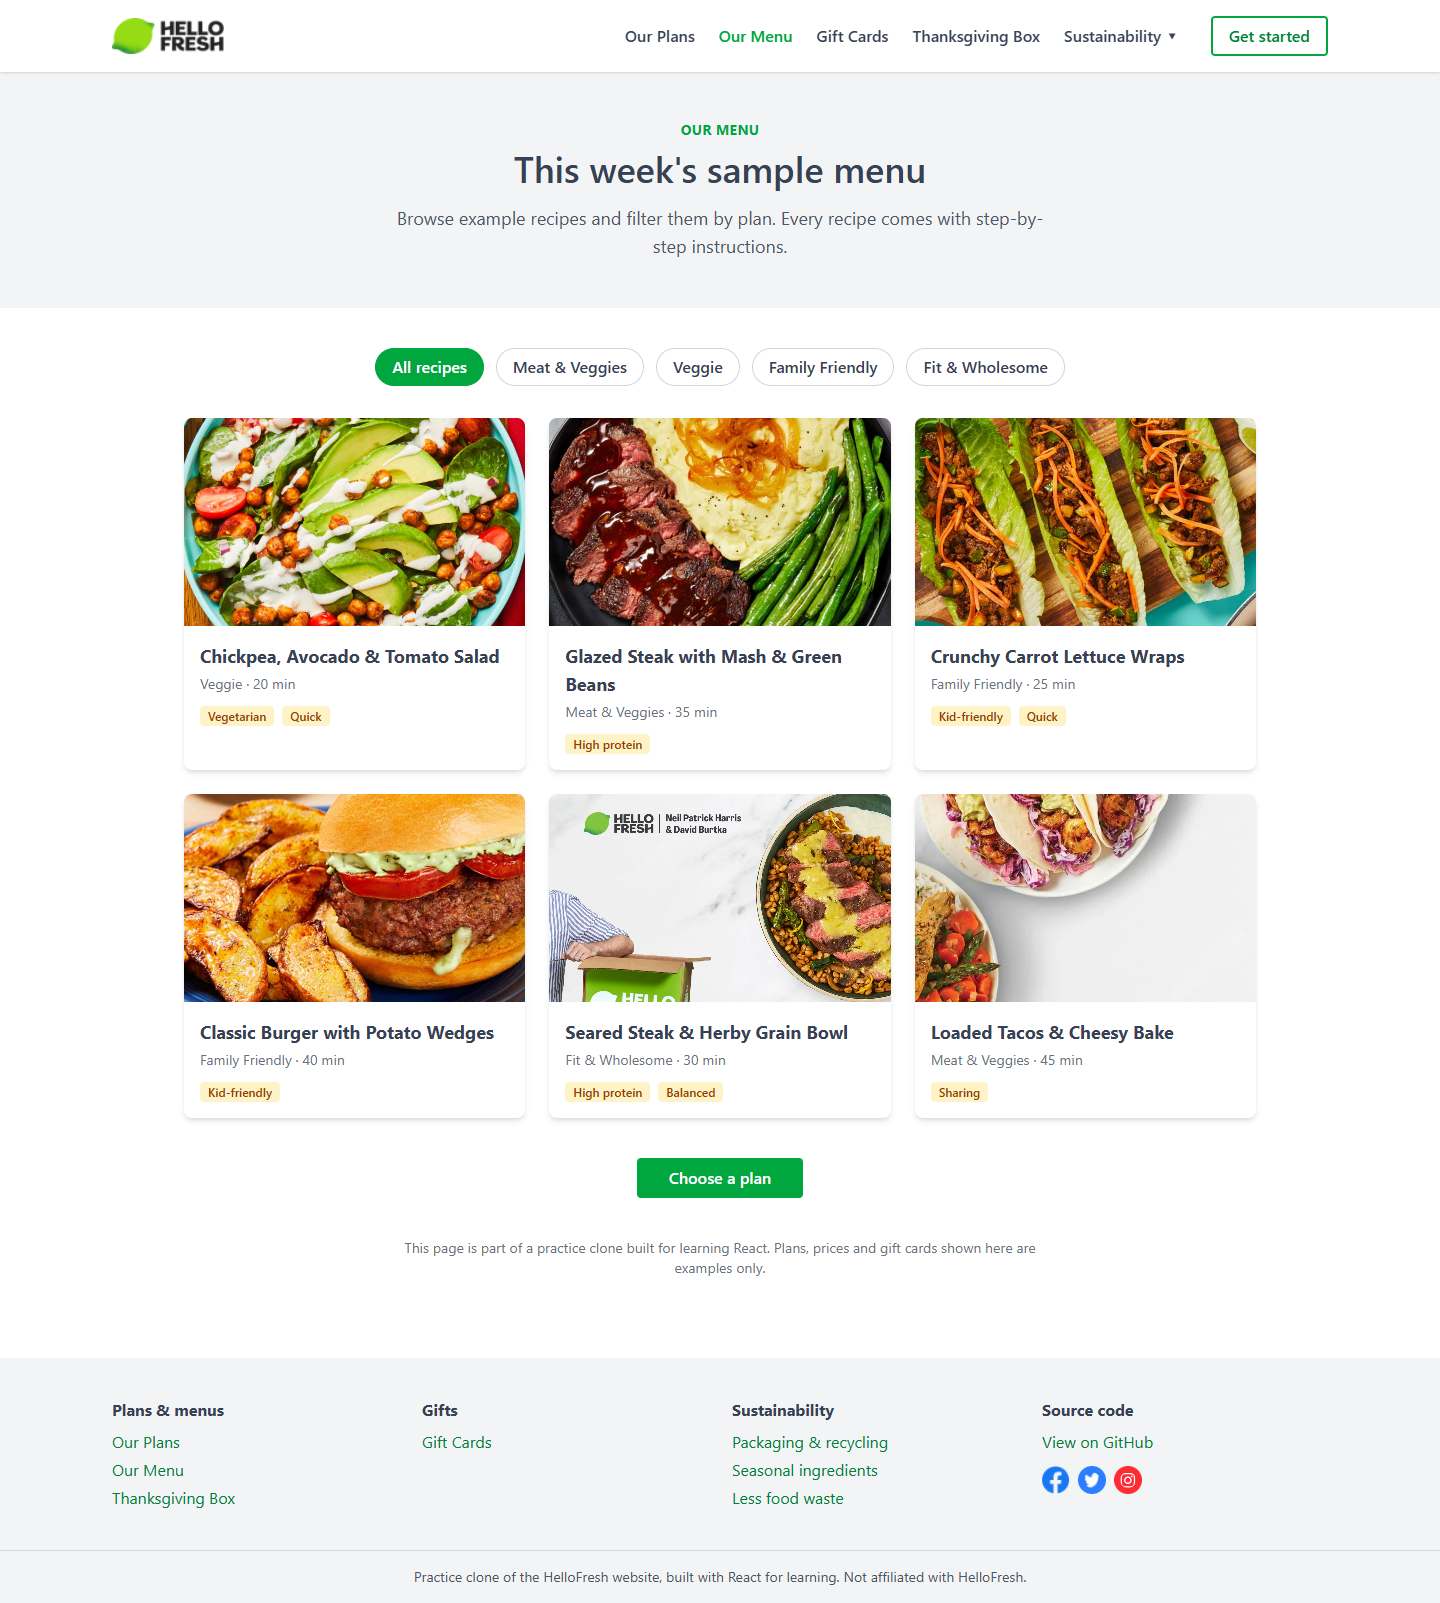 HELLO
FRESH
Our Plans
Our Menu
Gift Cards
Thanksgiving Box
Sustainability ▼
Get started
OUR MENU
This week's sample menu
Browse example recipes and filter them by plan. Every recipe comes with step-by-
step instructions.
All recipes
Meat & Veggies
Veggie
Family Friendly
Fit & Wholesome
Chickpea, Avocado & Tomato Salad
Veggie · 20 min
Vegetarian
Quick
Glazed Steak with Mash & Green
Beans
Meat & Veggies · 35 min
High protein
Crunchy Carrot Lettuce Wraps
Family Friendly · 25 min
Kid-friendly
Quick
Classic Burger with Potato Wedges
Family Friendly · 40 min
Kid-friendly
HELLO
FRESH
Neil Patrick Harris
& David Burtka
HELLO
Seared Steak & Herby Grain Bowl
Fit & Wholesome · 30 min
High protein
Balanced
Loaded Tacos & Cheesy Bake
Meat & Veggies · 45 min
Sharing
Choose a plan
This page is part of a practice clone built for learning React. Plans, prices and gift cards shown here are
examples only.
Plans & menus
Our Plans
Our Menu
Thanksgiving Box
Gifts
Gift Cards
Sustainability
Packaging & recycling
Seasonal ingredients
Less food waste
Source code
View on GitHub
Practice clone of the HelloFresh website, built with React for learning. Not affiliated with HelloFresh.